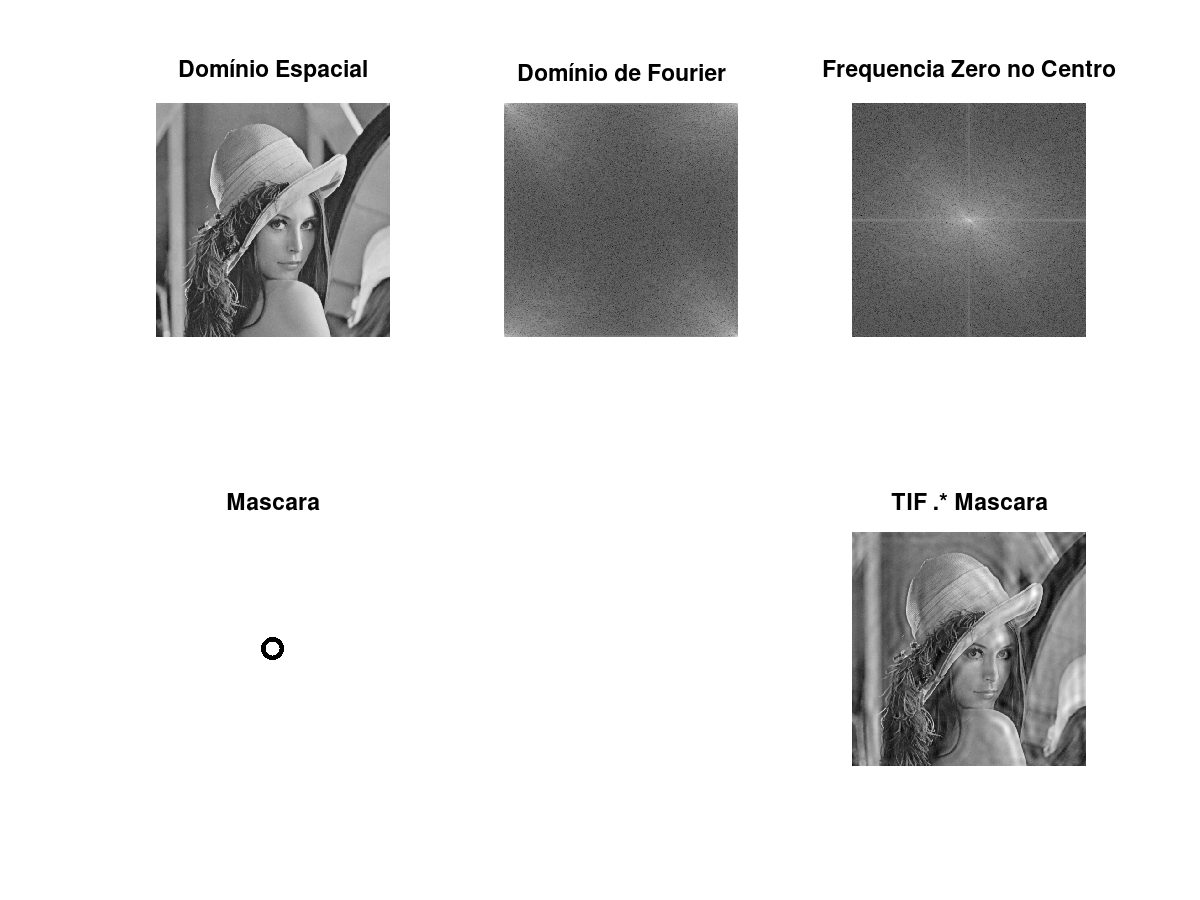 Domínio Espacial
Domínio de Fourier
Frequencia Zero no Centro
Mascara
TIF .* Mascara